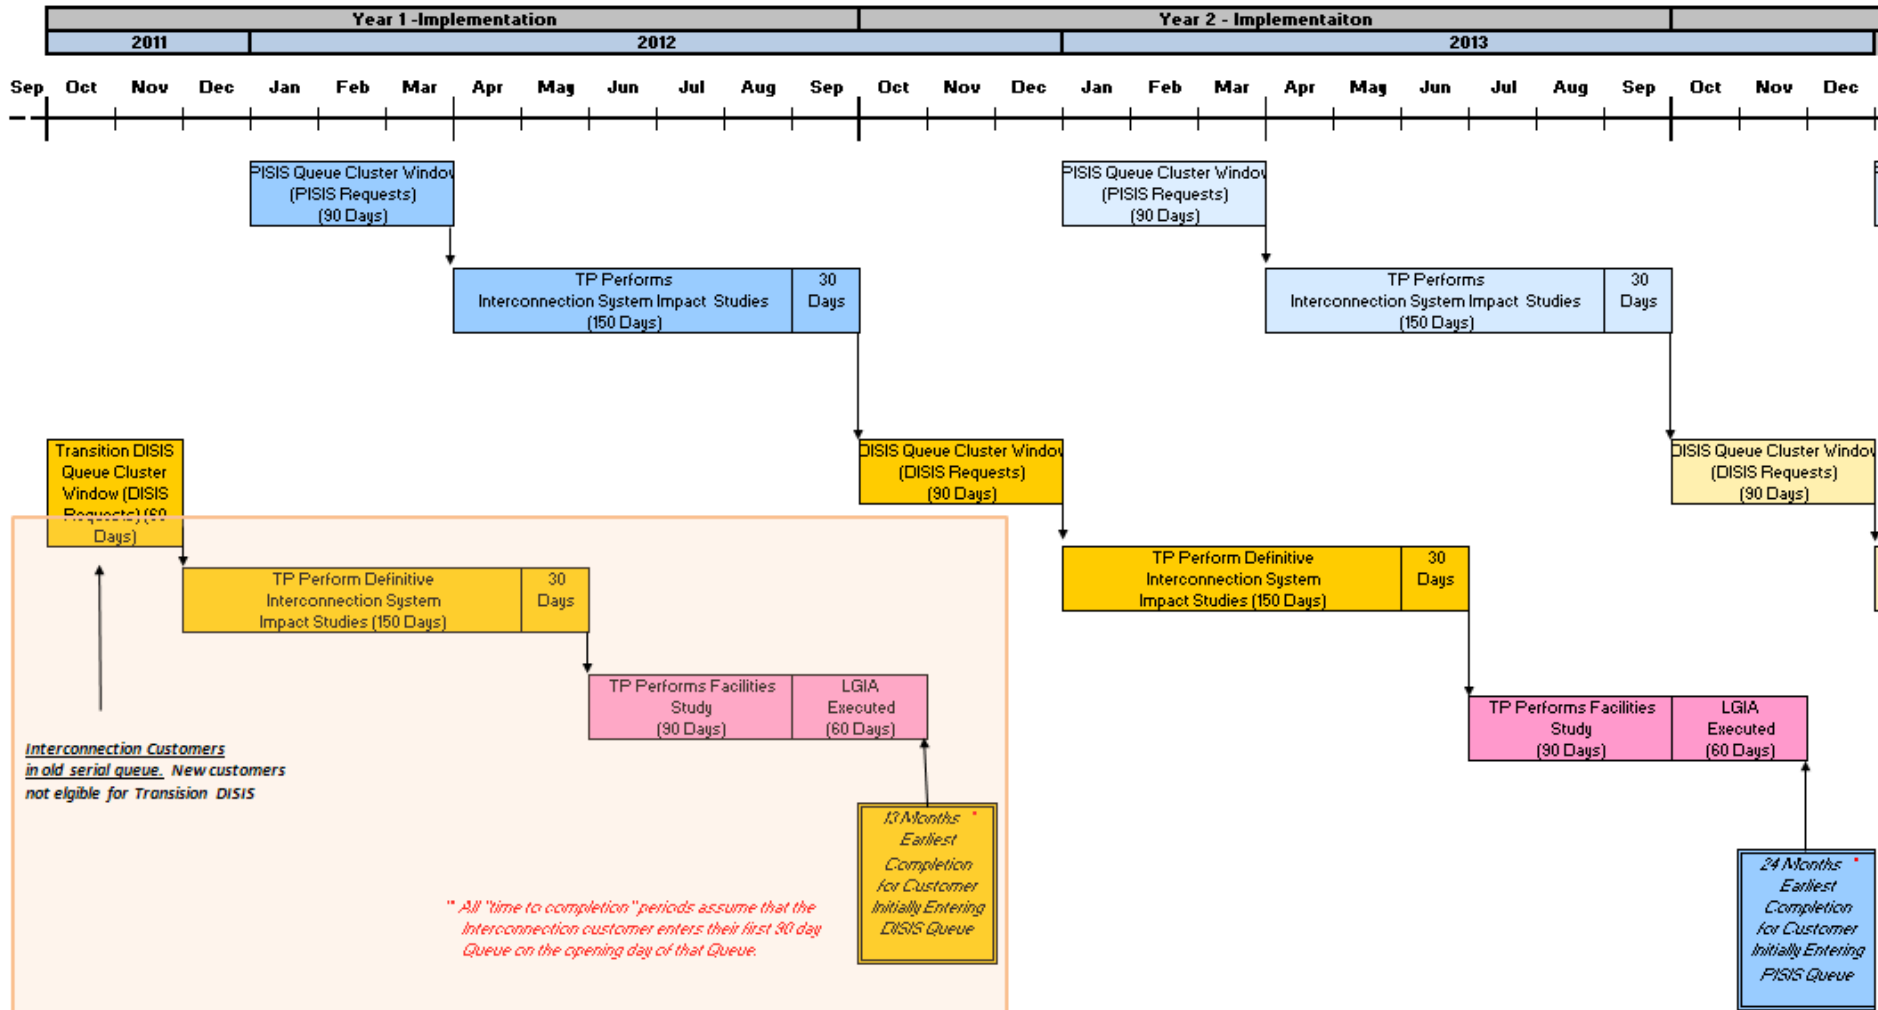 Year 1 -Implementation
Year 2 - Implementaiton
2011
2012
2013
Sep Oct Nov Dec Jan Feb Mar Apr May Jun Jul Aug Sep Oct Nov Dec Jan Feb Mar Apr May Jun Jul Aug Sep Oct Nov Dec
PISIS Queue Cluster Window
(PISIS Requests)
(90 Days)
PISIS Queue Cluster Window
(PISIS Requests)
(90 Days)
TP Performs
Interconnection System Impact Studies
(150 Days)
30
Days
TP Performs
Interconnection System Impact Studies
(150 Days)
30
Days
Transition DISIS
Queue Cluster
Window (DISIS
Requests) (60
Days)
DISIS Queue Cluster Window
(DISIS Requests)
(90 Days)
DISIS Queue Cluster Window
(DISIS Requests)
(90 Days)
TP Perform Definitive
Interconnection System
Impact Studies (150 Days)
30
Days
TP Perform Definitive
Interconnection System
Impact Studies (150 Days)
30
Days
TP Performs Facilities
Study
(90 Days)
LGIA
Executed
(60 Days)
TP Performs Facilities
Study
(90 Days)
LGIA
Executed
(60 Days)
Interconnection Customers
in old serial queue. New customers
not elgible for Transision DISIS
13 Months *
Earliest
Completion
for Customer
Initially Entering
DISIS Queue
24 Months *
Earliest
Completion
for Customer
Initially Entering
PISIS Queue
* All "time to completion" periods assume that the
Interconnection customer enters their first 90 day
Queue on the opening day of that Queue.